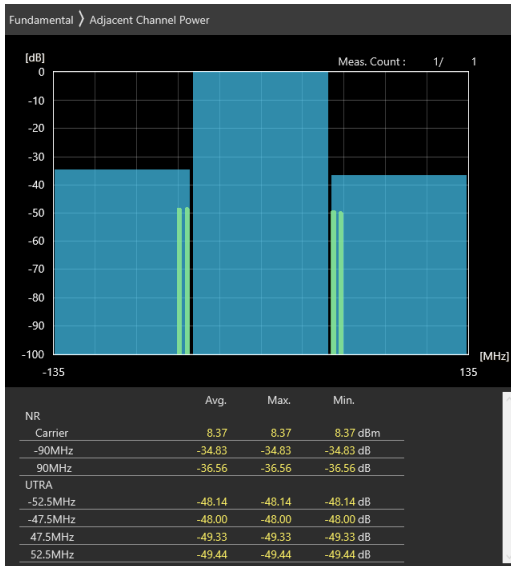 Fundamental 〉 Adjacent Channel Power
[dB]
Meas. Count : 1/ 1
0
-10
-20
-30
-40
-50
-60
-70
-80
-90
-100
[MHz]
-135 135
Avg. Max. Min.
NR
Carrier 8.37 8.37 8.37 dBm
-90MHz -34.83 -34.83 -34.83 dB
90MHz -36.56 -36.56 -36.56 dB
UTRA
-52.5MHz -48.14 -48.14 -48.14 dB
-47.5MHz -48.00 -48.00 -48.00 dB
47.5MHz -49.33 -49.33 -49.33 dB
52.5MHz -49.44 -49.44 -49.44 dB